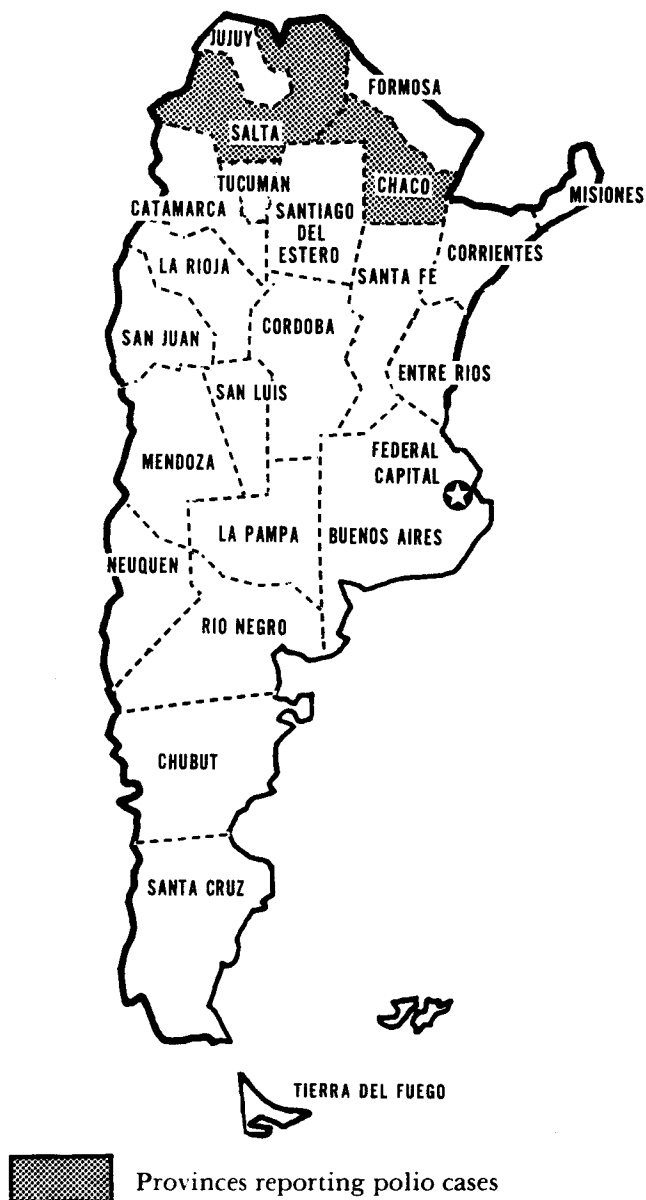 JUJUY
FORMOSA
SALTA
TUCUMAN
CHACO
MISIONES
CATAMARCA
SANTIAGO
DEL
ESTERO
CORRIENTES
LA RIOJA
SANTA FE
SAN JUAN
CORDOBA
SAN LUIS
ENTRE RIOS
MENDOZA
FEDERAL
CAPITAL
LA PAMPA
BUENOS AIRES
NEUQUEN
RIO NEGRO
CHUBUT
SANTA CRUZ
TIERRA DEL FUEGO
Provinces reporting polio cases